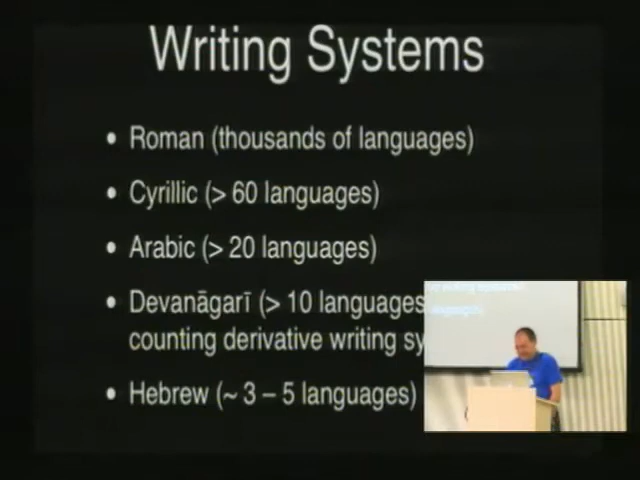 Writing Systems
• Roman (thousands of languages)
• Cyrillic (> 60 languages)
• Arabic (> 20 languages)
• Devanāgarī (> 10 languages
counting derivative writing sy
• Hebrew (~ 3 – 5 languages)